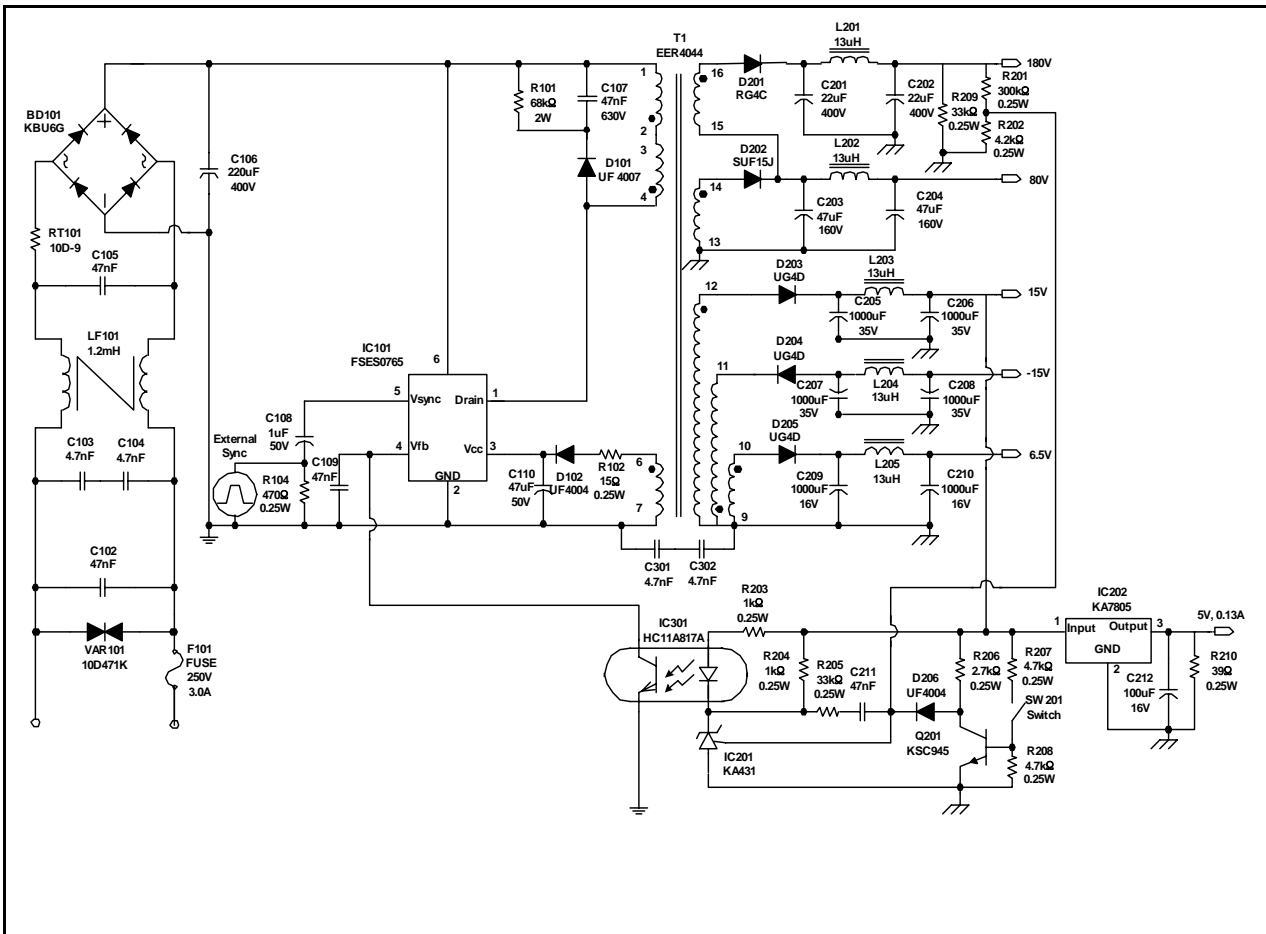 T1
EER4044
L201
13uH
1
16
180V
D201
RG4C
C201
22uF
400V
C202
22uF
400V
R209
33kΩ
0.25W
R201
300kΩ
0.25W
R202
4.2kΩ
0.25W
R101
68kΩ
2W
C107
47nF
630V
BD101
KBU6G
2
3
4
15
D101
UF 4007
C106
220uF
400V
D202
SUF15J
L202
13uH
14
80V
C203
47uF
160V
C204
47uF
160V
13
RT101
10D-9
C105
47nF
D203
UG4D
L203
13uH
12
15V
C205
1000uF
35V
C206
1000uF
35V
LF101
1.2mH
IC101
FSES0765
6
D204
UG4D
11
-15V
C207
1000uF
35V
L204
13uH
C208
1000uF
35V
5
Vsync
Drain
1
C108
1uF
50V
External
Sync
C103
4.7nF
C104
4.7nF
4
Vfb
Vcc
3
GND
2
C109
47nF
R104
470Ω
0.25W
C110
47uF
50V
D102
UF4004
R102
15Ω
0.25W
6
7
D205
UG4D
10
6.5V
L205
13uH
C209
1000uF
16V
C210
1000uF
16V
9
C102
47nF
C301
4.7nF
C302
4.7nF
VAR101
10D471K
F101
FUSE
250V
3.0A
IC301
HC11A817A
R203
1kΩ
0.25W
R204
1kΩ
0.25W
R205
33kΩ
0.25W
C211
47nF
D206
UF4004
R206
2.7kΩ
0.25W
R207
4.7kΩ
0.25W
SW 201
Switch
Q201
KSC945
R208
4.7kΩ
0.25W
IC201
KA431
IC202
KA7805
1
Input
Output
3
GND
2
5V, 0.13A
C212
100uF
16V
R210
39Ω
0.25W